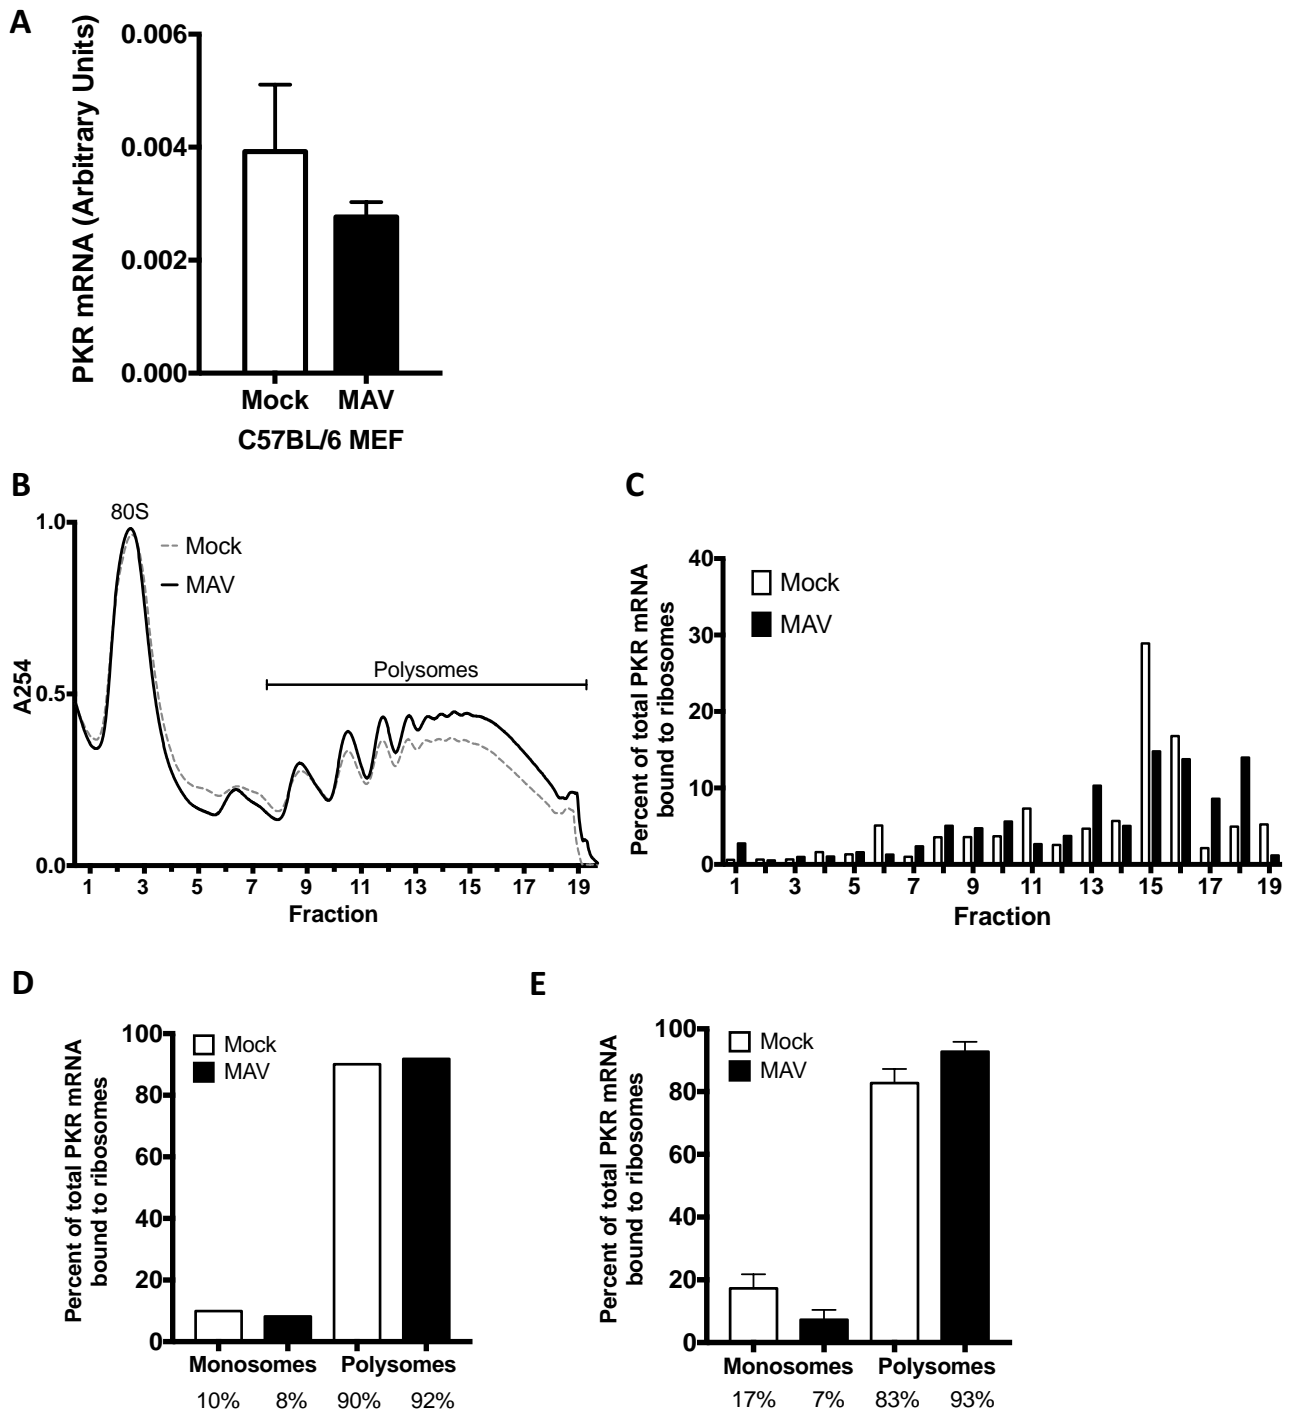 A
PKR mRNA (Arbitrary Units)
0.006
0.004
0.002
0.000
Mock MAV
C57BL/6 MEF
B
A254
1.0
0.5
0.0
80S
Mock
MAV
Polysomes
1 3 5 7 9 11 13 15 17 19
Fraction
C
Percent of total PKR mRNA
bound to ribosomes
40
30
20
10
0
Mock
MAV
1 3 5 7 9 11 13 15 17 19
Fraction
D
Percent of total PKR mRNA
bound to ribosomes
100
80
60
40
20
0
Mock
MAV
Monosomes Polysomes
10% 8% 90% 92%
E
Percent of total PKR mRNA
bound to ribosomes
100
80
60
40
20
0
Mock
MAV
Monosomes Polysomes
17% 7% 83% 93%